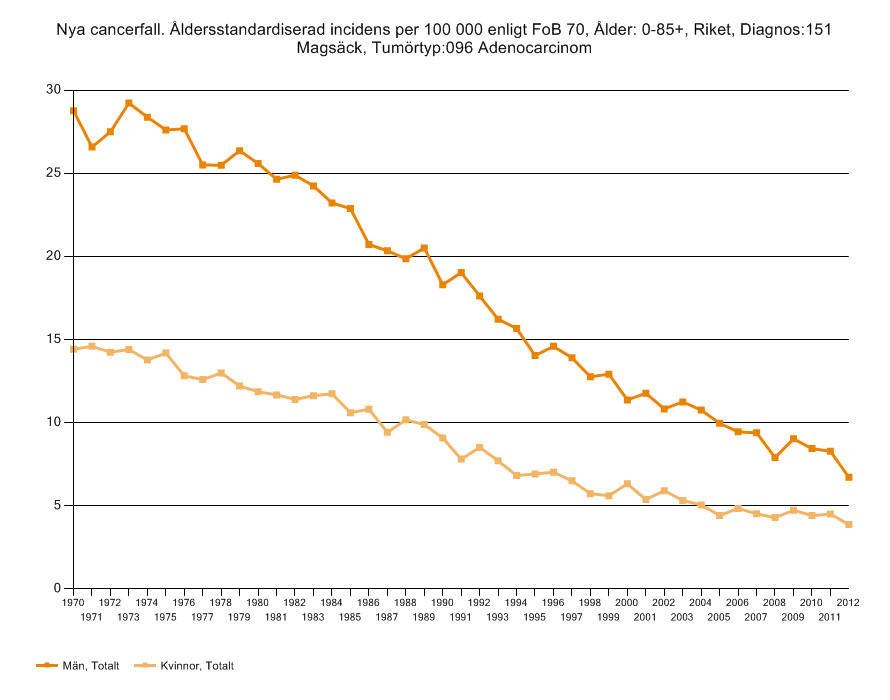 Nya cancerfall. Åldersstandardiserad incidens per 100 000 enligt FoB 70, Ålder: 0-85+, Riket, Diagnos:151
Magsäck, Tumörtyp:096 Adenocarcinom
30
25
20
15
10
5
0
1970 1972 1974 1976 1978 1980 1982 1984 1986 1988 1990 1992 1994 1996 1998 2000 2002 2004 2006 2008 2010 2012
1971 1973 1975 1977 1979 1981 1983 1985 1987 1989 1991 1993 1995 1997 1999 2001 2003 2005 2007 2009 2011
Män, Totalt Kvinnor, Totalt